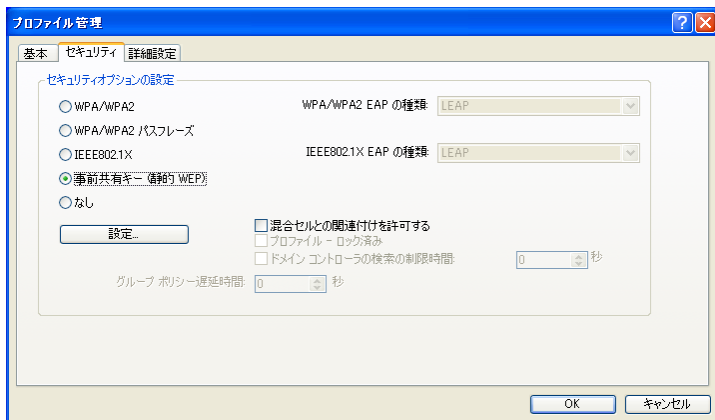 プロファイル管理
基本 セキュリティ 詳細設定
セキュリティオプションの設定
WPA/WPA2 WPA/WPA2 EAP の種類: LEAP
WPA/WPA2 パスフレーズ
IEEE802.1X IEEE802.1X EAP の種類: LEAP
事前共有キー (静的 WEP)
なし
設定... 混合セルとの関連付けを許可する
プロファイル - ロック済み
ドメイン コントローラの検索の制限時間: 0 秒
グループ ポリシー遅延時間: 0 秒
OK キャンセル